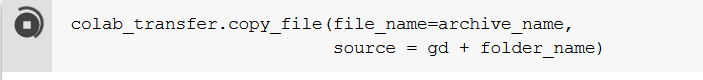 colab_transfer.copy_file(file_name=archive_name,
source = gd + folder_name)